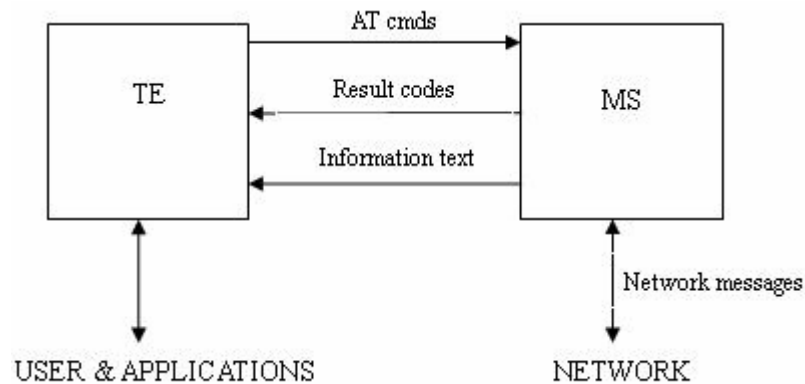 AT cmds
TE
Result codes
MS
Information text
Network messages
USER & APPLICATIONS
NETWORK